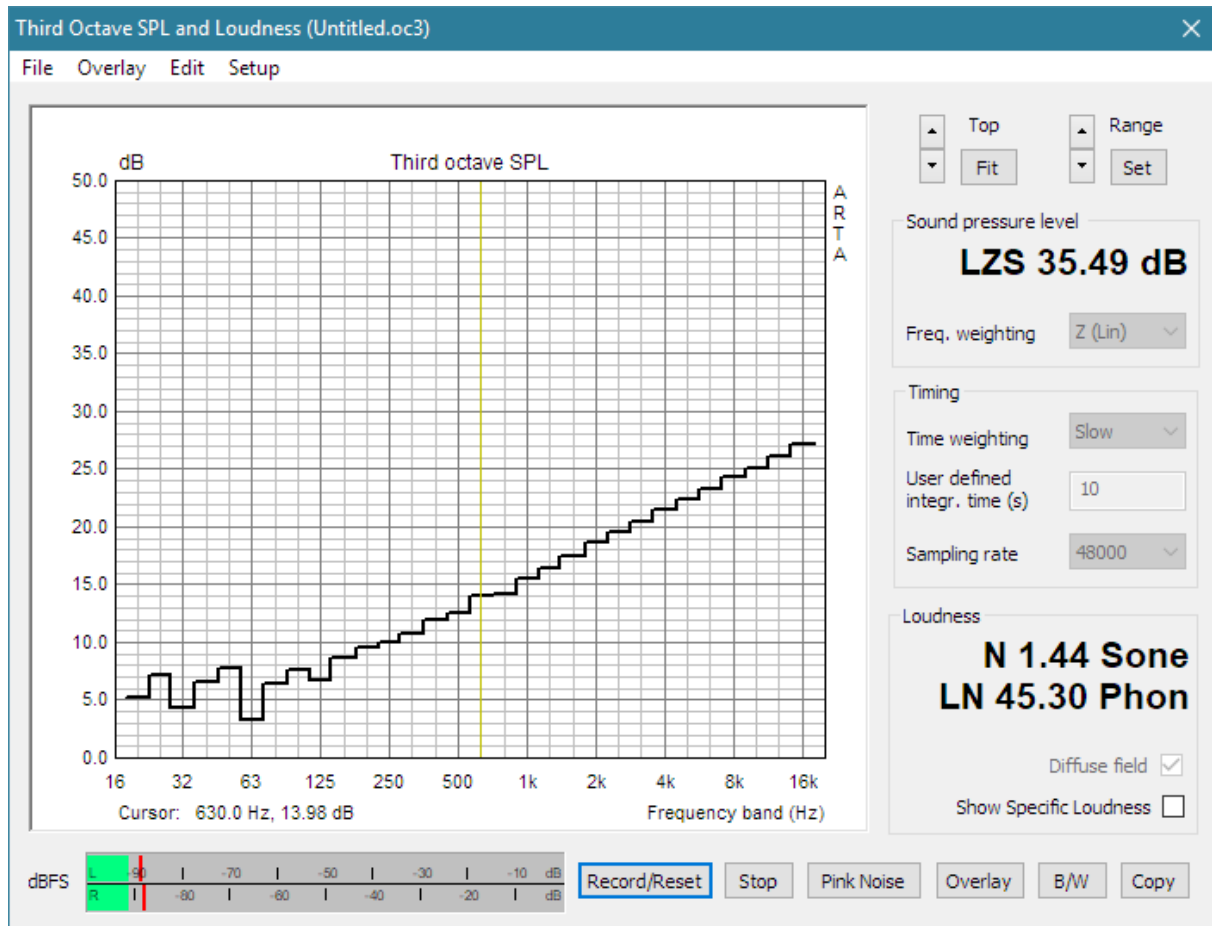 Third Octave SPL and Loudness (Untitled.oc3)
File Overlay Edit Setup
Top Range
Fit Set
dB Third octave SPL
50.0
45.0
40.0
35.0
30.0
25.0
20.0
15.0
10.0
5.0
0.0
16 32 63 125 250 500 1k 2k 4k 8k 16k
Cursor: 630.0 Hz, 13.98 dB Frequency band (Hz)
A
R
T
A
Sound pressure level
LZS 35.49 dB
Freq. weighting Z (Lin)
Timing
Time weighting Slow
User defined
integr. time (s) 10
Sampling rate 48000
Loudness
N 1.44 Sone
LN 45.30 Phon
Diffuse field
Show Specific Loudness
dBFS
L -90 -70 -50 -30 -10 dB
R -80 -60 -40 -20 dB
Record/Reset Stop Pink Noise Overlay B/W Copy